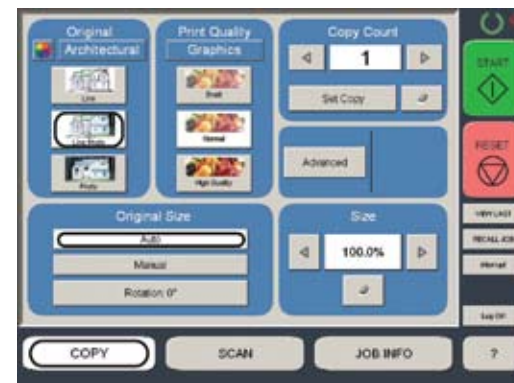 Original
Architectural
Line
Line/Photo
Photo
Print Quality
Graphics
Draft
Normal
High Quality
Copy Count
1
Set Copy
Advanced
Original Size
Auto
Manual
Rotation: 0°
Size
100.0%
START
RESET
VIEW LAST
RECALL JOB
Log Off
COPY
SCAN
JOB INFO
?